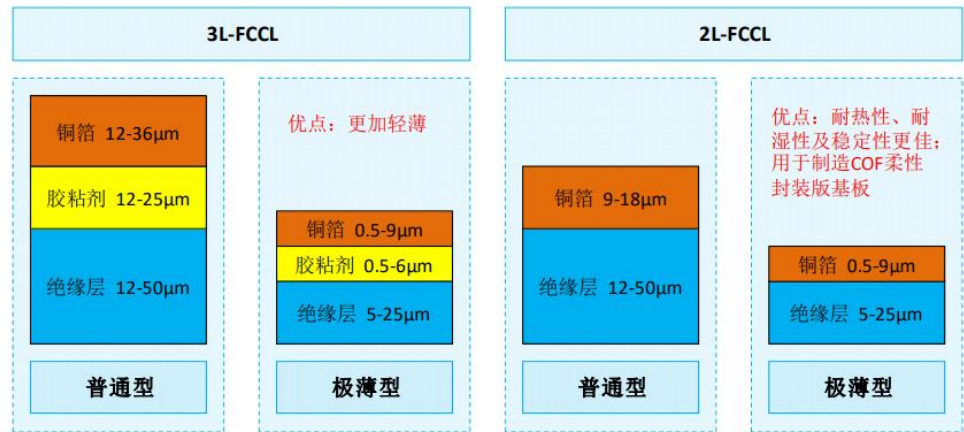 3L-FCCL
铜箔 12-36μm
胶粘剂 12-25μm
绝缘层 12-50μm
普通型
优点：更加轻薄
铜箔 0.5-9μm
胶粘剂 0.5-6μm
绝缘层 5-25μm
极薄型
2L-FCCL
铜箔 9-18μm
绝缘层 12-50μm
普通型
优点：耐热性、耐
湿性及稳定性更佳；
用于制造COF柔性
封装版基板
铜箔 0.5-9μm
绝缘层 5-25μm
极薄型